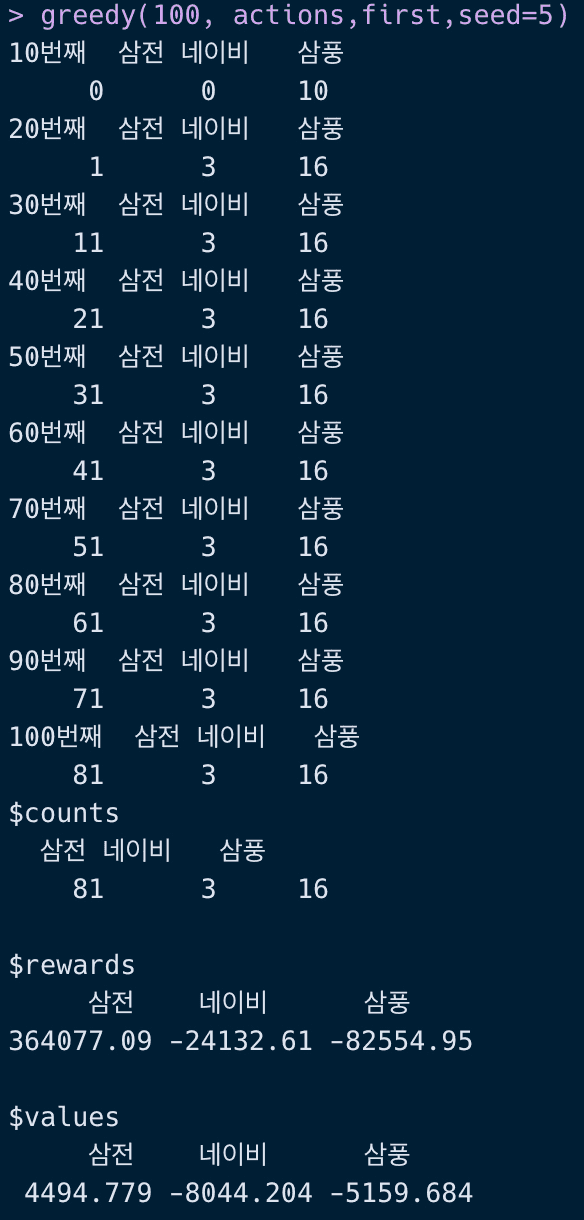 > greedy(100, actions,first,seed=5)
10번째 삼전 네이비 삼풍
0 0 10
20번째 삼전 네이비 삼풍
1 3 16
30번째 삼전 네이비 삼풍
11 3 16
40번째 삼전 네이비 삼풍
21 3 16
50번째 삼전 네이비 삼풍
31 3 16
60번째 삼전 네이비 삼풍
41 3 16
70번째 삼전 네이비 삼풍
51 3 16
80번째 삼전 네이비 삼풍
61 3 16
90번째 삼전 네이비 삼풍
71 3 16
100번째 삼전 네이비 삼풍
81 3 16
$counts
삼전 네이비 삼풍
81 3 16
$rewards
삼전 네이비 삼풍
364077.09 -24132.61 -82554.95
$values
삼전 네이비 삼풍
4494.779 -8044.204 -5159.684